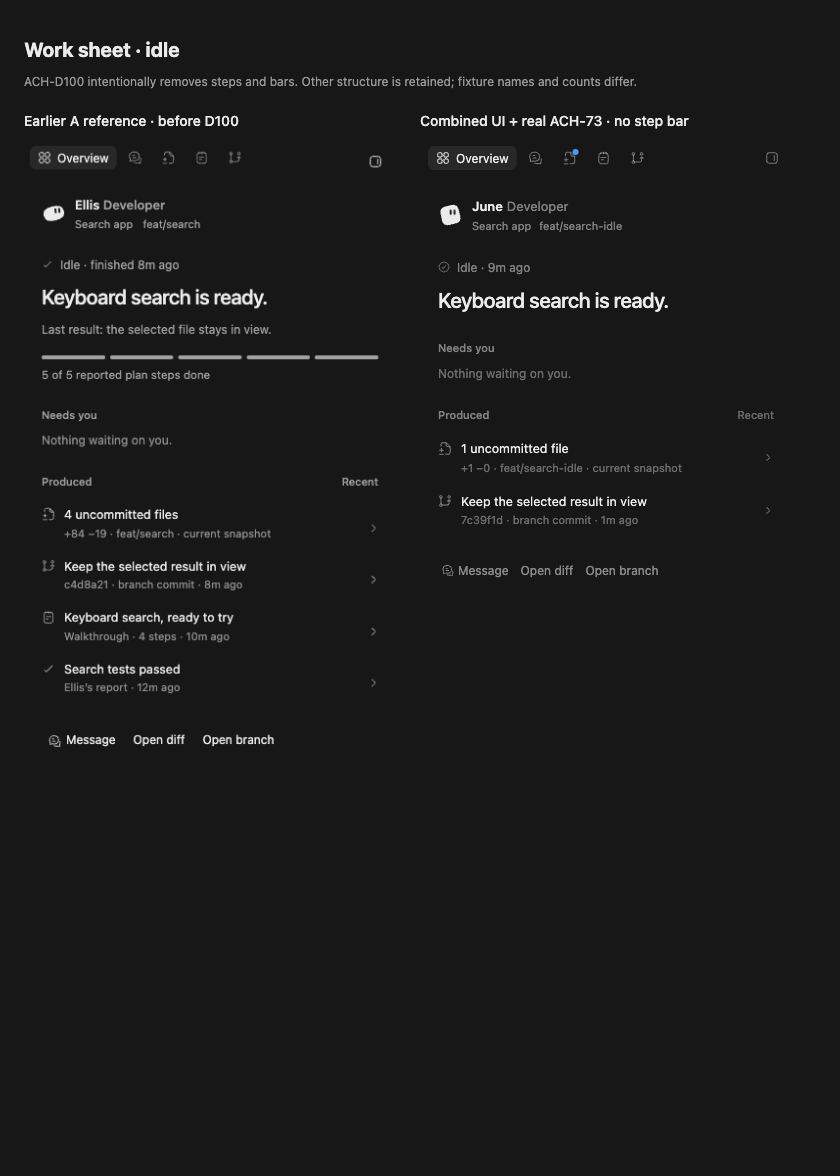 Work sheet · idle
ACH-D100 intentionally removes steps and bars. Other structure is retained; fixture names and counts differ.
Earlier A reference · before D100
Overview
Ellis Developer
Search app feat/search
Idle · finished 8m ago
Keyboard search is ready.
Last result: the selected file stays in view.
5 of 5 reported plan steps done
Needs you
Nothing waiting on you.
Produced Recent
4 uncommitted files
+84 −19 · feat/search · current snapshot
Keep the selected result in view
c4d8a21 · branch commit · 8m ago
Keyboard search, ready to try
Walkthrough · 4 steps · 10m ago
Search tests passed
Ellis's report · 12m ago
Message Open diff Open branch
Combined UI + real ACH-73 · no step bar
Overview
June Developer
Search app feat/search-idle
Idle · 9m ago
Keyboard search is ready.
Needs you
Nothing waiting on you.
Produced Recent
1 uncommitted file
+1 −0 · feat/search-idle · current snapshot
Keep the selected result in view
7c39f1d · branch commit · 1m ago
Message Open diff Open branch